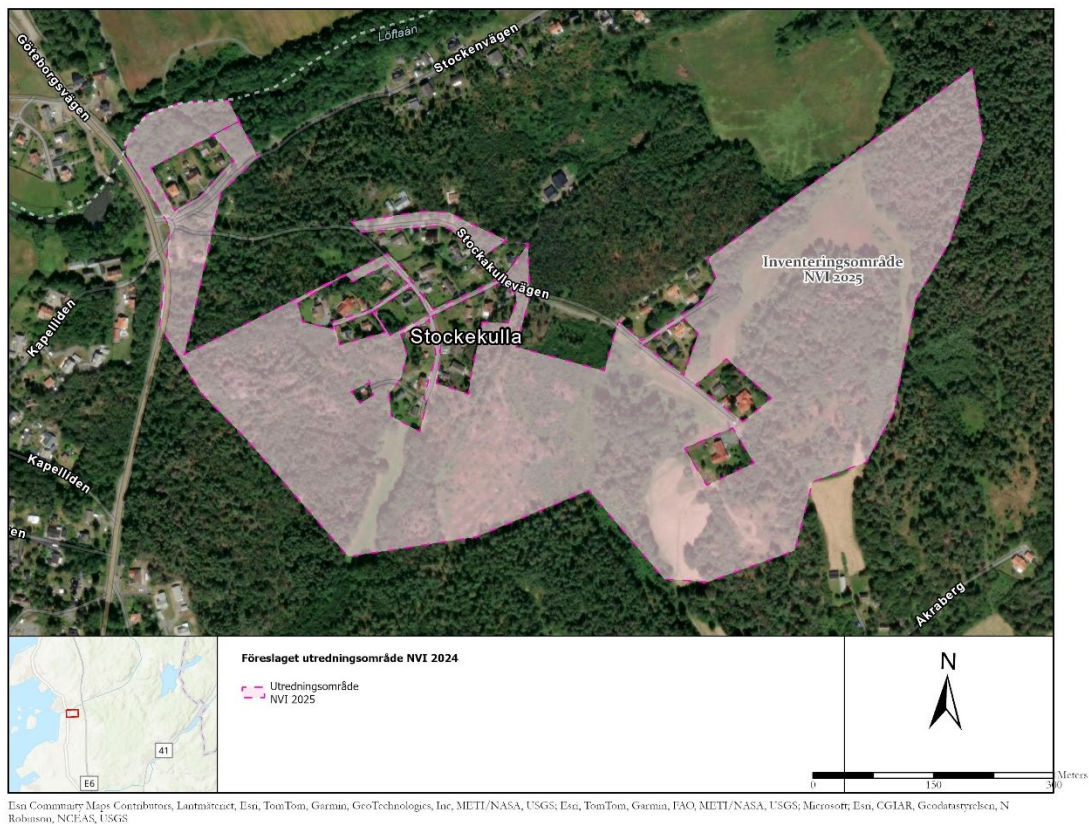 Göteborgsvägen
Löftaån
Stockenvägen
Stockakullevägen
Inventeringsområde
NVI 2025
Kapelliden
Stockekulla
Kapelliden
en
Akraberg
Föreslaget utredningsområde NVI 2024
Utredningsområde
NVI 2025
N
41
E6
Meters
0 150 300
Esri Community Maps Contributors, Lantmäteriet, Esri, TomTom, Garmin, GeoTechnologies, Inc, METI/NASA, USGS; Esri, TomTom, Garmin, FAO, METI/NASA, USGS; Microsoft; Esri, CGIAR, Geodatastyrelsen, N
Robinson, NCEAS, USGS